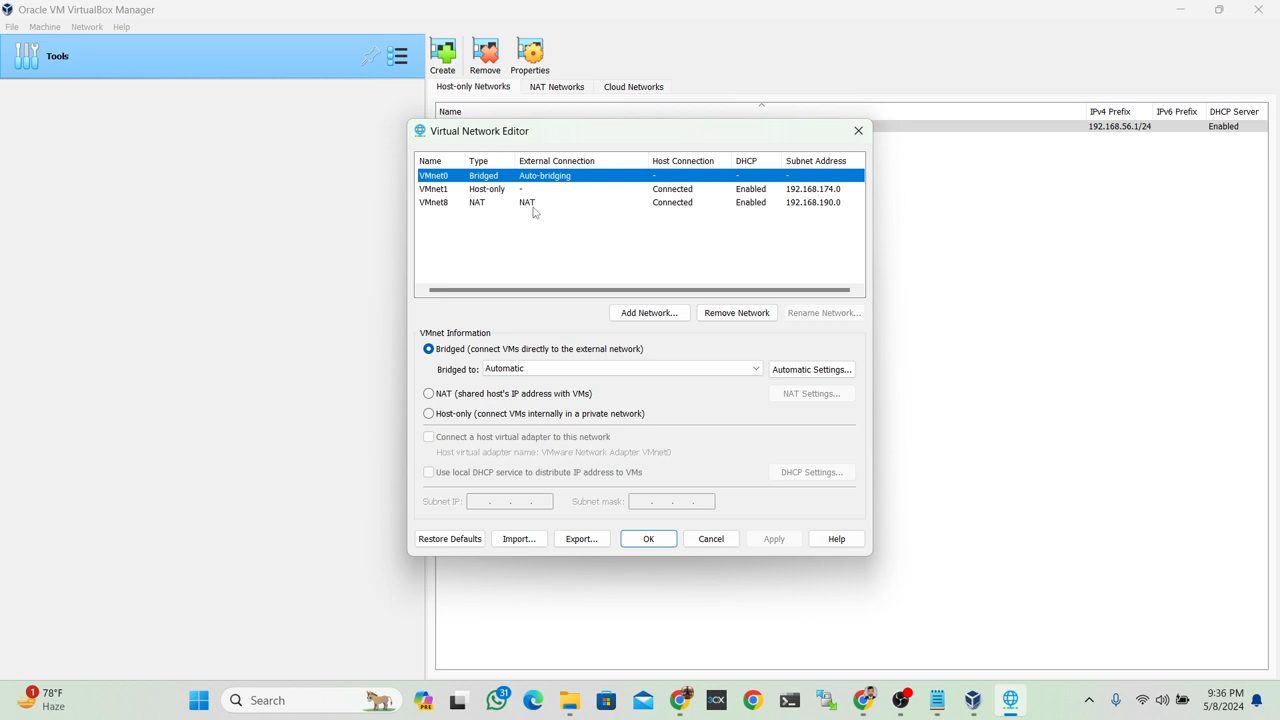 Oracle VM VirtualBox Manager
File Machine Network Help
Tools
Create Remove Properties
Host-only Networks NAT Networks Cloud Networks
Name IPv4 Prefix IPv6 Prefix DHCP Server
192.168.56.1/24 Enabled
Virtual Network Editor
Name Type External Connection Host Connection DHCP Subnet Address
VMnet0 Bridged Auto-bridging - - -
VMnet1 Host-only - Connected Enabled 192.168.174.0
VMnet8 NAT NAT Connected Enabled 192.168.190.0
Add Network... Remove Network Rename Network...
VMnet Information
Bridged (connect VMs directly to the external network)
Bridged to: Automatic Automatic Settings...
NAT (shared host's IP address with VMs) NAT Settings...
Host-only (connect VMs internally in a private network)
Connect a host virtual adapter to this network
Host virtual adapter name: VMware Network Adapter VMnet0
Use local DHCP service to distribute IP address to VMs DHCP Settings...
Subnet IP: . . . Subnet mask: . . .
Restore Defaults Import... Export... OK Cancel Apply Help
1 78°F
Haze
Search
PRE
31
3CX
9:36 PM
5/8/2024